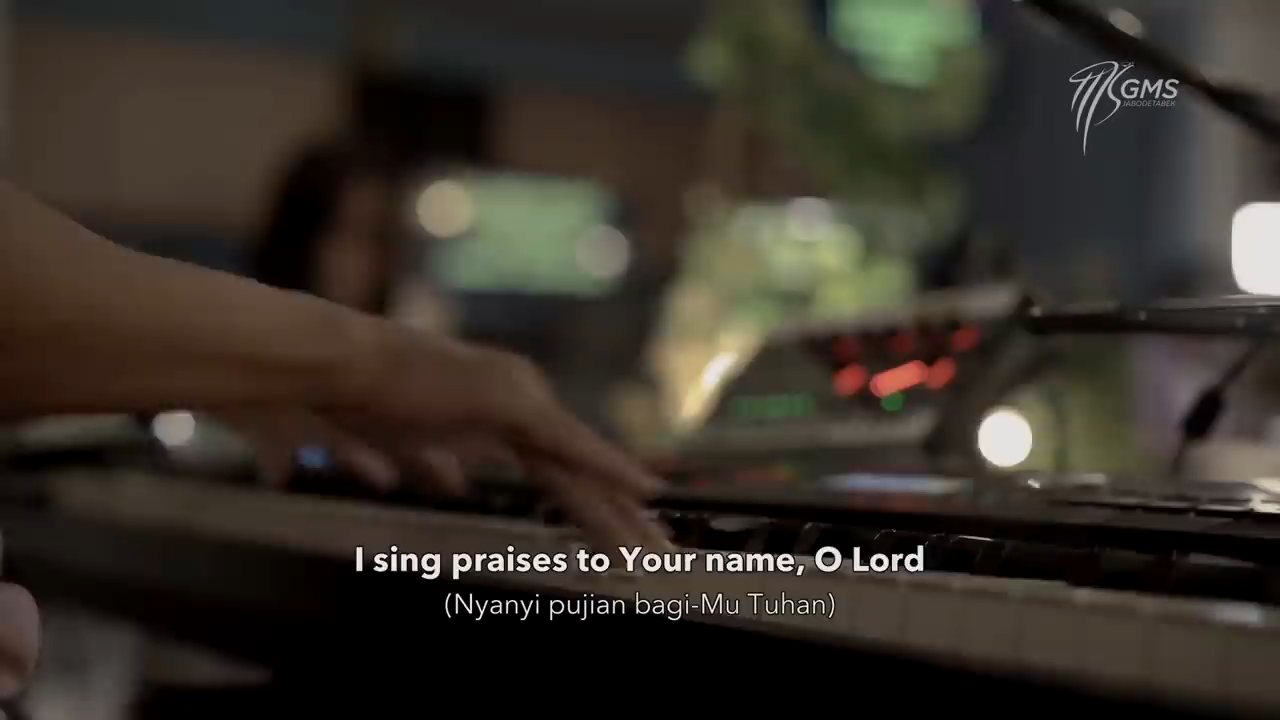 GMS
JABODETABEK
I sing praises to Your name, O Lord
(Nyanyi pujian bagi-Mu Tuhan)